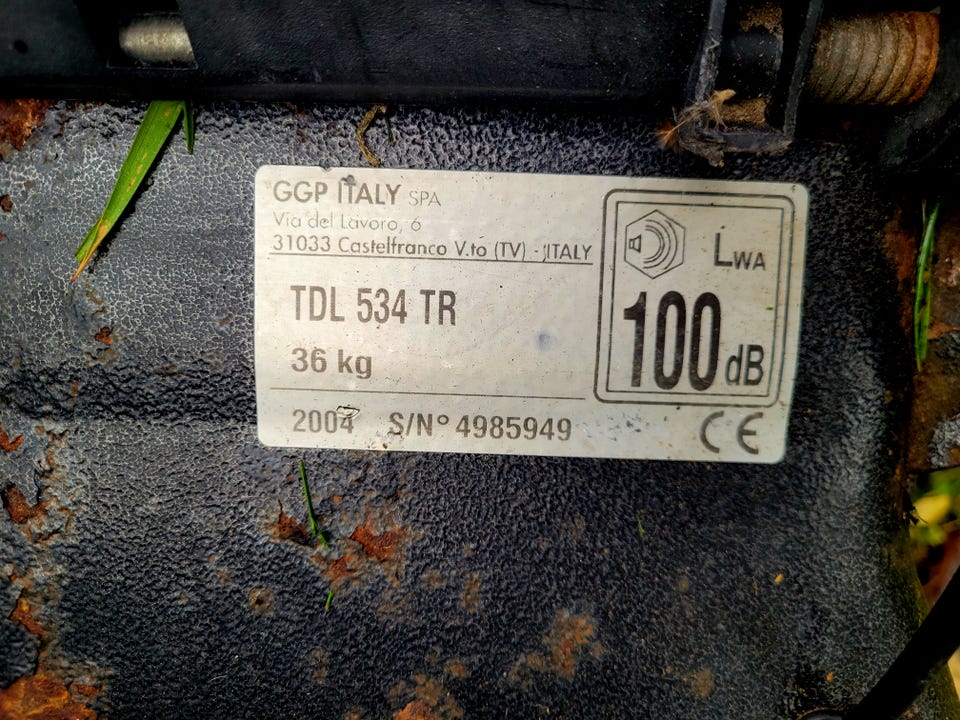 GGP ITALY SPA
Via del Lavoro, 6
31033 Castelfranco V.to (TV) - ITALY
TDL 534 TR
36 kg
2004 S/N° 4985949
LWA
100 dB
CE